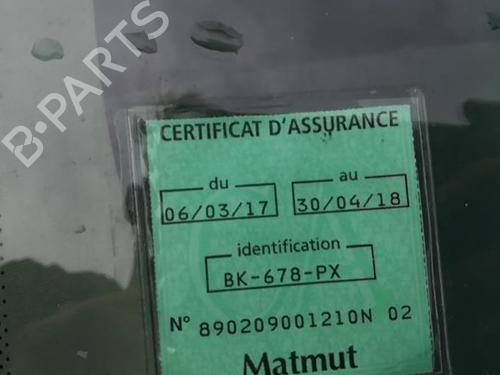 B-PARTS
CERTIFICAT D'ASSURANCE
du au
06/03/17 30/04/18
identification
BK-678-PX
N° 890209001210N 02
Matmut